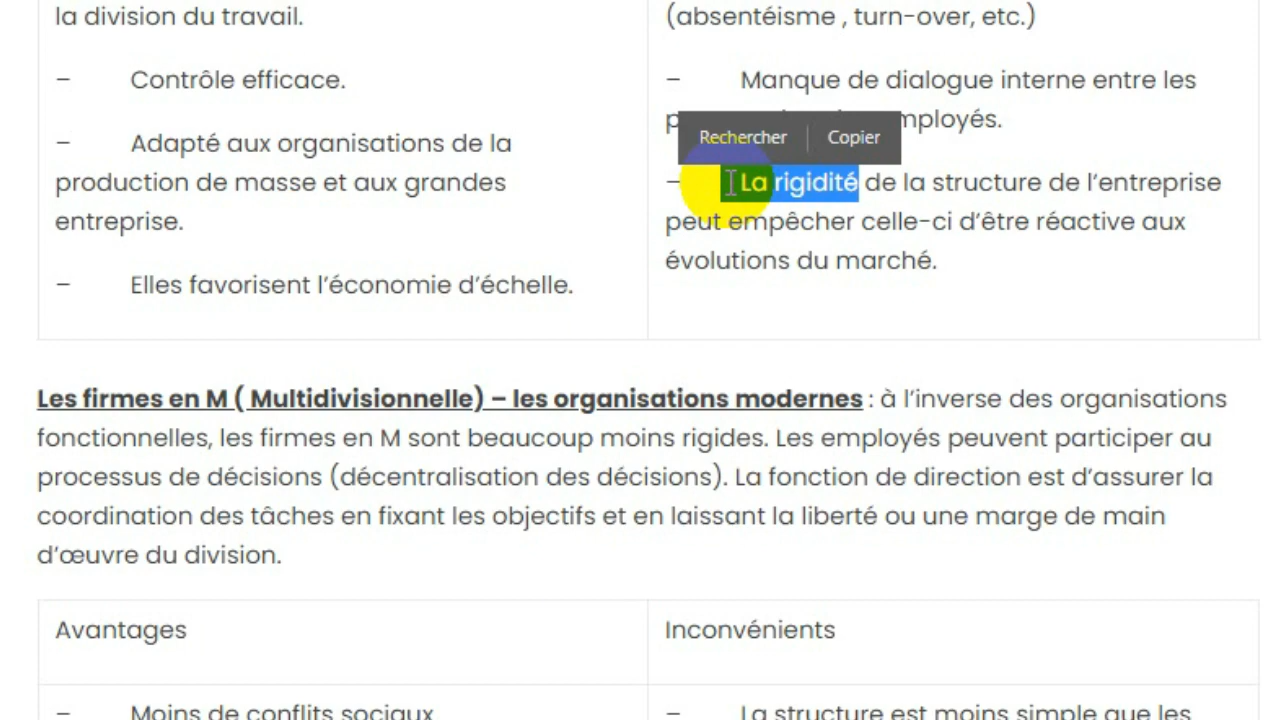 la division du travail.
– Contrôle efficace.
– Adapté aux organisations de la
production de masse et aux grandes
entreprise.
– Elles favorisent l’économie d’échelle.
(absentéisme , turn-over, etc.)
– Manque de dialogue interne entre les
employés.
Rechercher Copier
– La rigidité de la structure de l’entreprise
peut empêcher celle-ci d’être réactive aux
évolutions du marché.
Les firmes en M ( Multidivisionnelle) – les organisations modernes : à l’inverse des organisations
fonctionnelles, les firmes en M sont beaucoup moins rigides. Les employés peuvent participer au
processus de décisions (décentralisation des décisions). La fonction de direction est d’assurer la
coordination des tâches en fixant les objectifs et en laissant la liberté ou une marge de main
d’œuvre du division.
Avantages
Inconvénients
– Moins de conflits sociaux
– La structure est moins simple que les